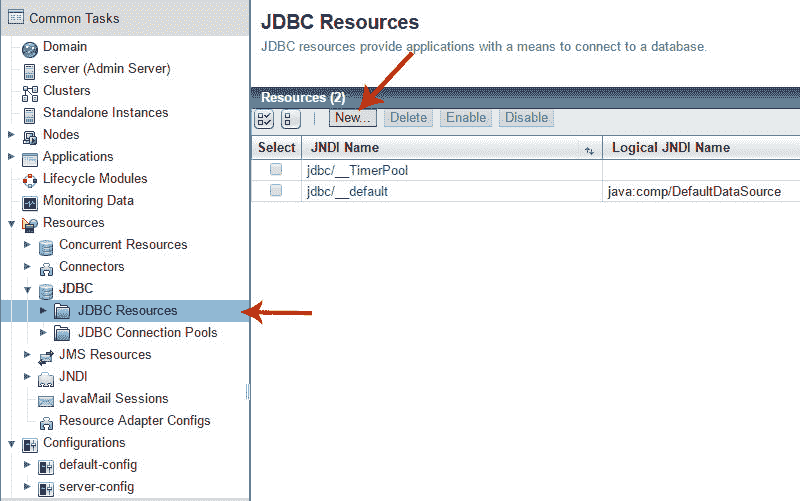 Common Tasks
Domain
server (Admin Server)
Clusters
Standalone Instances
Nodes
Applications
Lifecycle Modules
Monitoring Data
Resources
Concurrent Resources
Connectors
JDBC
JDBC Resources
JDBC Connection Pools
JMS Resources
JNDI
JavaMail Sessions
Resource Adapter Configs
Configurations
default-config
server-config
JDBC Resources
JDBC resources provide applications with a means to connect to a database.
Resources (2)
New... Delete Enable Disable
Select JNDI Name Logical JNDI Name
jdbc/__TimerPool
jdbc/__default java:comp/DefaultDataSource